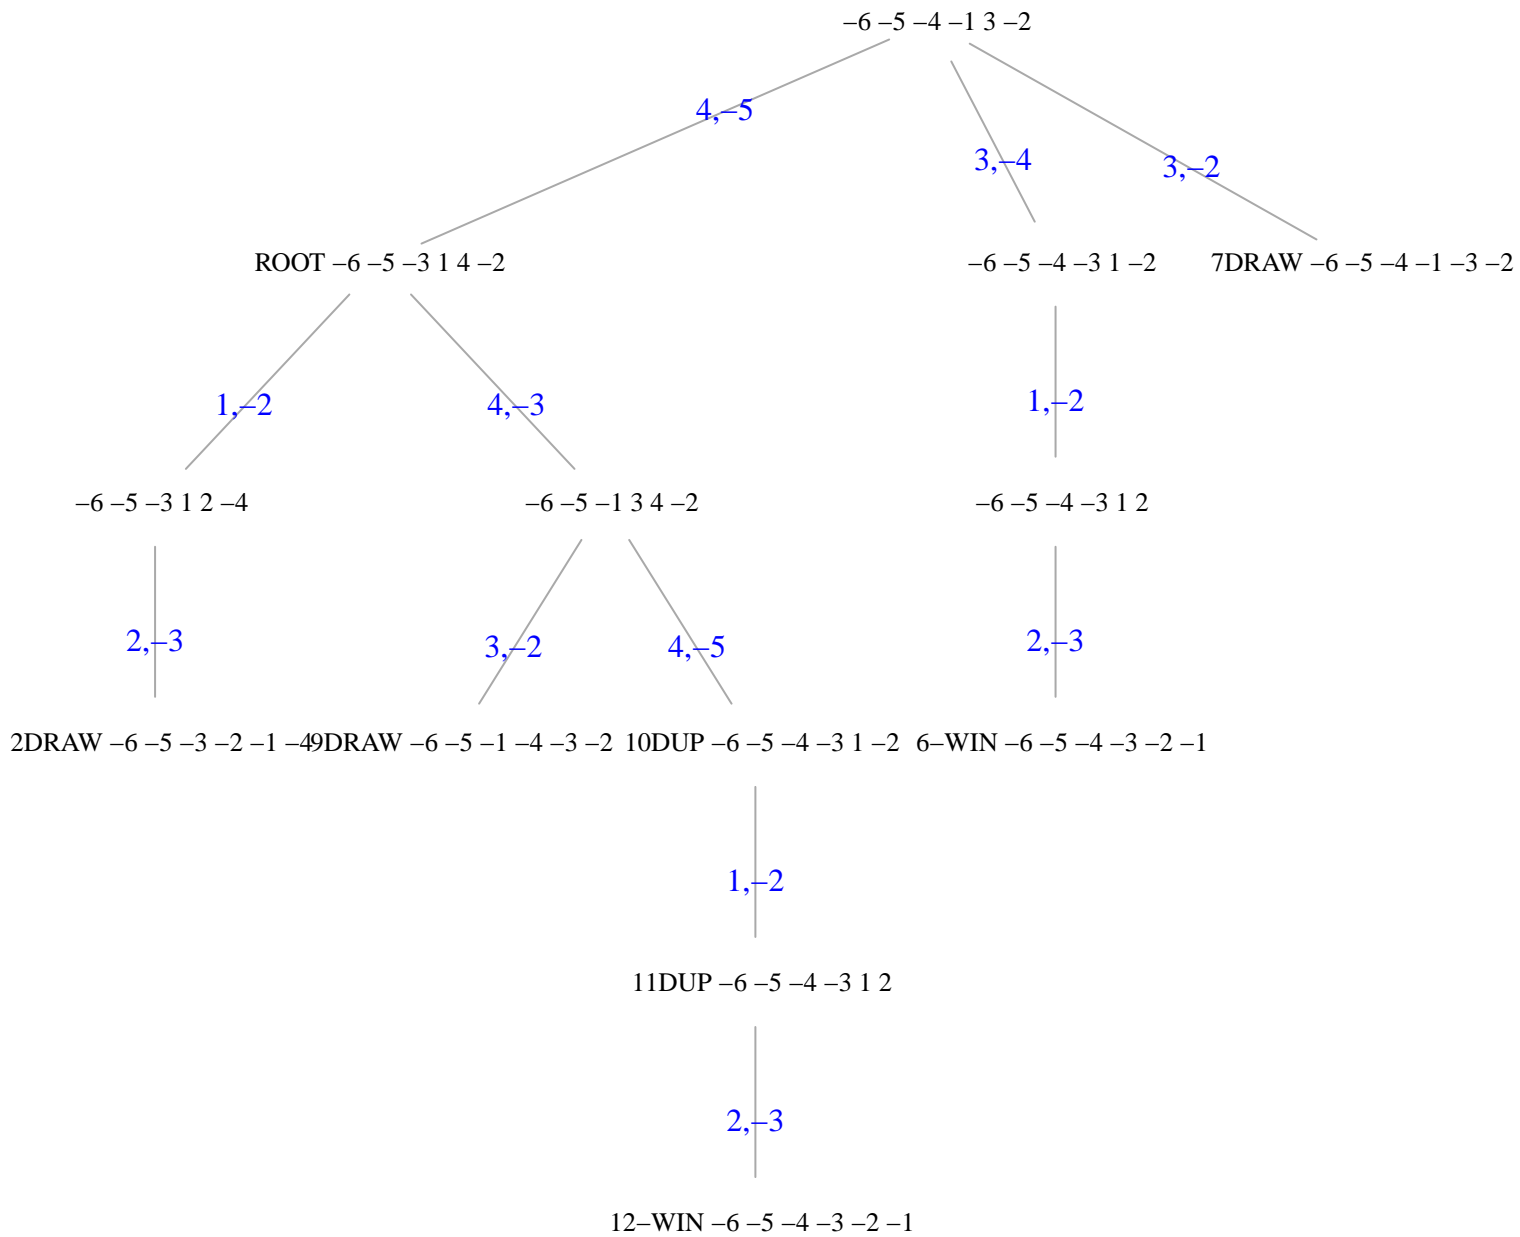 –6 –5 –4 –1 3 –2
4,–5
3,–4
3,–2
ROOT –6 –5 –3 1 4 –2
–6 –5 –4 –3 1 –2
7DRAW –6 –5 –4 –1 –3 –2
1,–2
4,–3
1,–2
–6 –5 –3 1 2 –4
–6 –5 –1 3 4 –2
–6 –5 –4 –3 1 2
2,–3
3,–2
4,–5
2,–3
2DRAW –6 –5 –3 –2 –1 –4
9DRAW –6 –5 –1 –4 –3 –2
10DUP –6 –5 –4 –3 1 –2
6–WIN –6 –5 –4 –3 –2 –1
1,–2
11DUP –6 –5 –4 –3 1 2
2,–3
12–WIN –6 –5 –4 –3 –2 –1